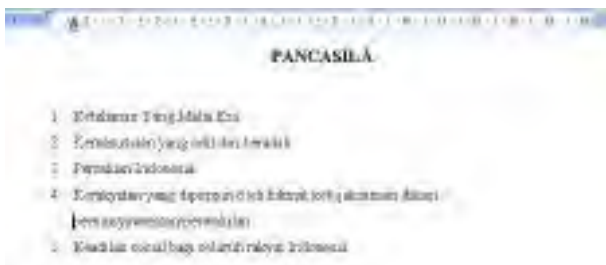 PANCASILA
1. Ketuhanan Yang Maha Esa
2. Kemanusiaan yang adil dan beradab
3. Persatuan Indonesia
4. Kerakyatan yang dipimpin oleh hikmat kebijaksanaan dalam
permusyawaratan/perwakilan
5. Keadilan sosial bagi seluruh rakyat Indonesia